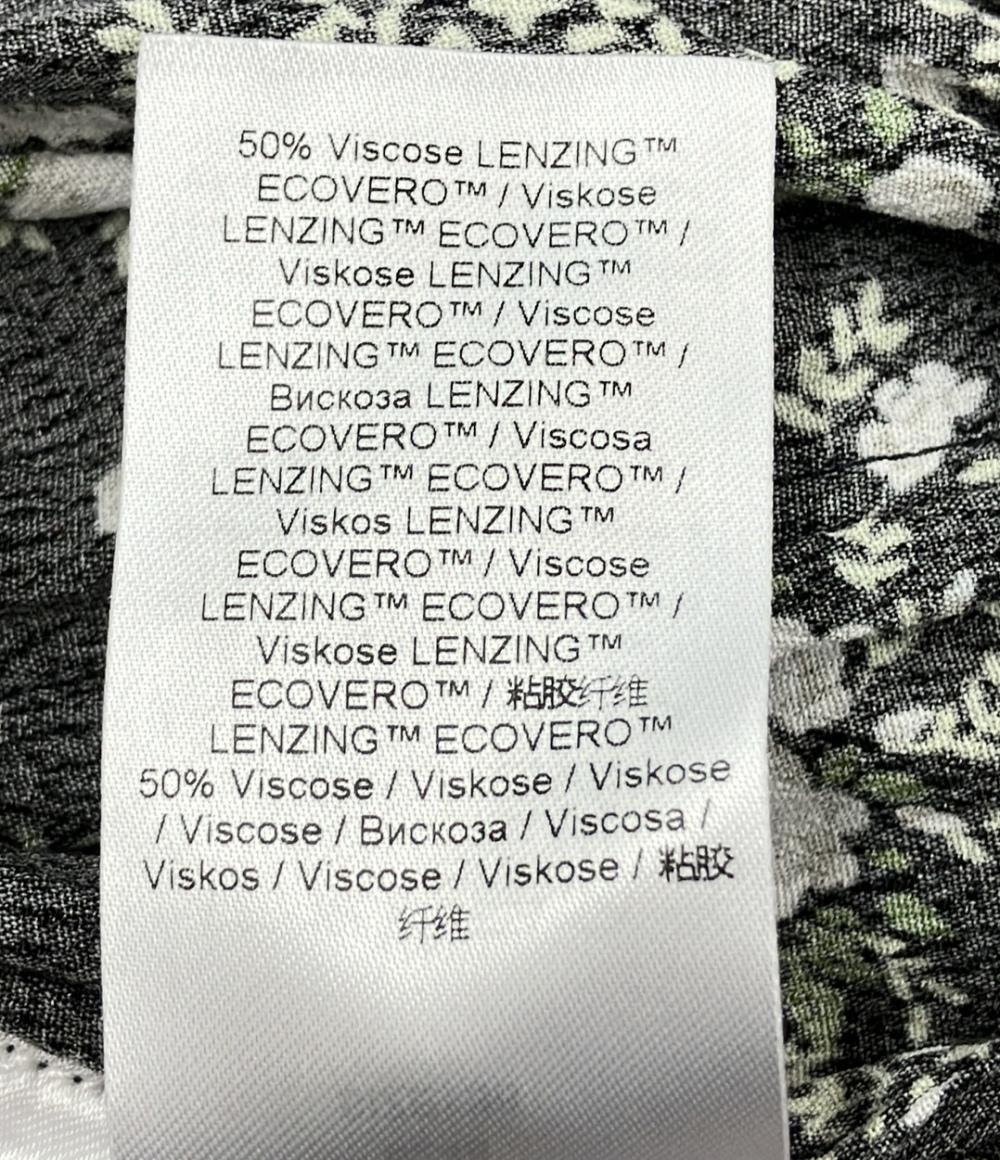 50% Viscose LENZING™
ECOVERO™ / Viskose
LENZING™ ECOVERO™ /
Viskose LENZING™
ECOVERO™ / Viscose
LENZING™ ECOVERO™ /
Вискоза LENZING™
ECOVERO™ / Viscosa
LENZING™ ECOVERO™ /
Viskos LENZING™
ECOVERO™ / Viscose
LENZING™ ECOVERO™ /
Viskose LENZING™
ECOVERO™ / 粘胶纤维
LENZING™ ECOVERO™
50% Viscose / Viskose / Viskose
/ Viscose / Вискоза / Viscosa /
Viskos / Viscose / Viskose / 粘胶
纤维